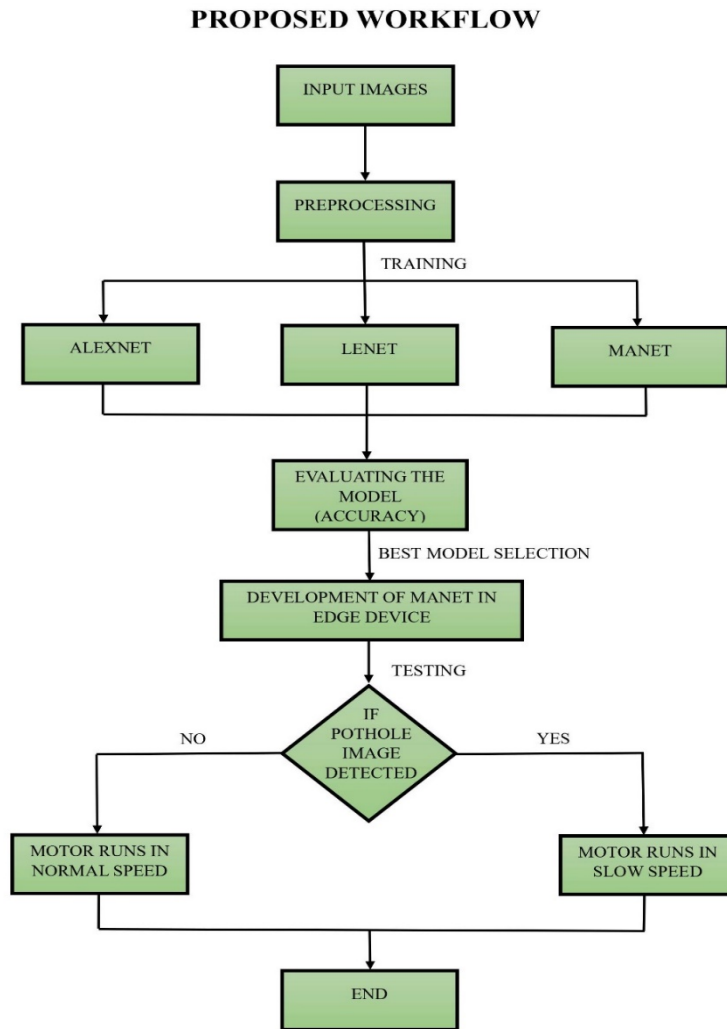 PROPOSED WORKFLOW
INPUT IMAGES
PREPROCESSING
TRAINING
ALEXNET
LENET
MANET
EVALUATING THE
MODEL
(ACCURACY)
BEST MODEL SELECTION
DEVELOPMENT OF MANET IN
EDGE DEVICE
TESTING
IF
POTHOLE
IMAGE
DETECTED
NO
YES
MOTOR RUNS IN
NORMAL SPEED
MOTOR RUNS IN
SLOW SPEED
END